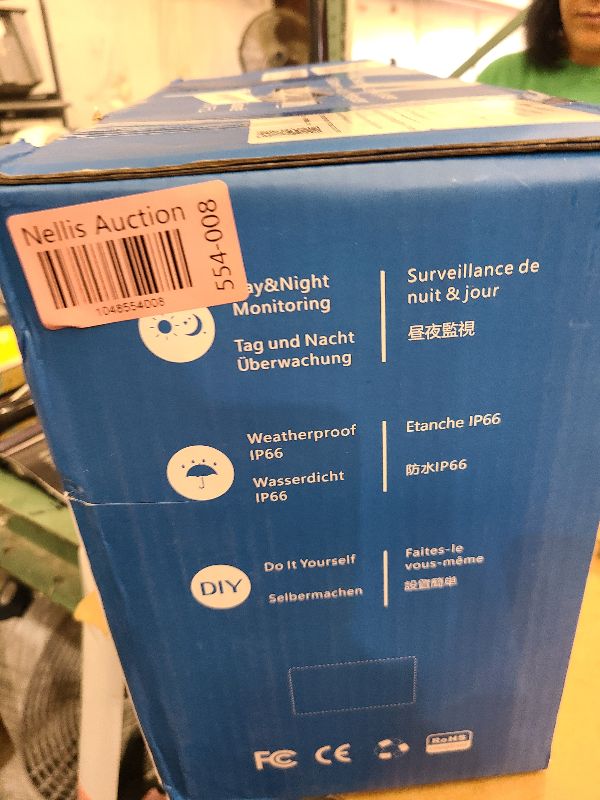 Nellis Auction
554-008
1048554008
ay&Night
Monitoring
Tag und Nacht
Überwachung
Surveillance de
nuit & jour
昼夜監視
Weatherproof
IP66
Wasserdicht
IP66
Etanche IP66
防水IP66
DIY
Do It Yourself
Selbermachen
Faites-le
vous-même
設置簡単
FC CE
RoHS